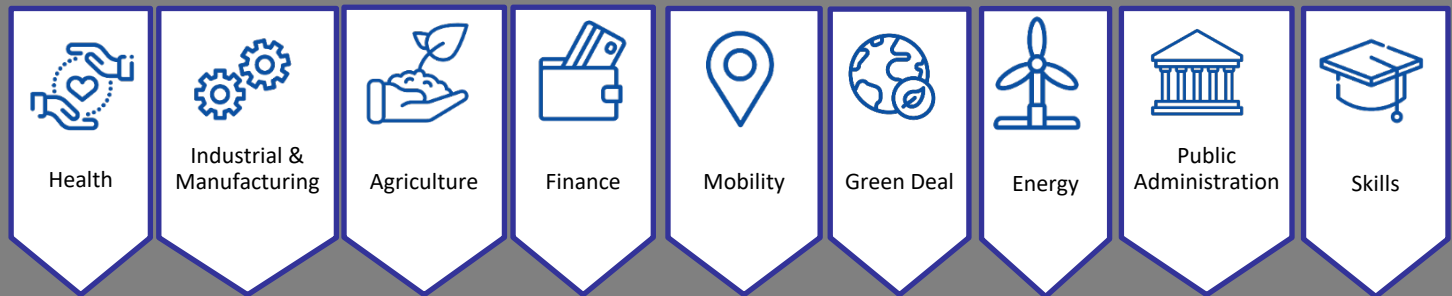 Health
Industrial &
Manufacturing
Agriculture
Finance
Mobility
Green Deal
Energy
Public
Administration
Skills